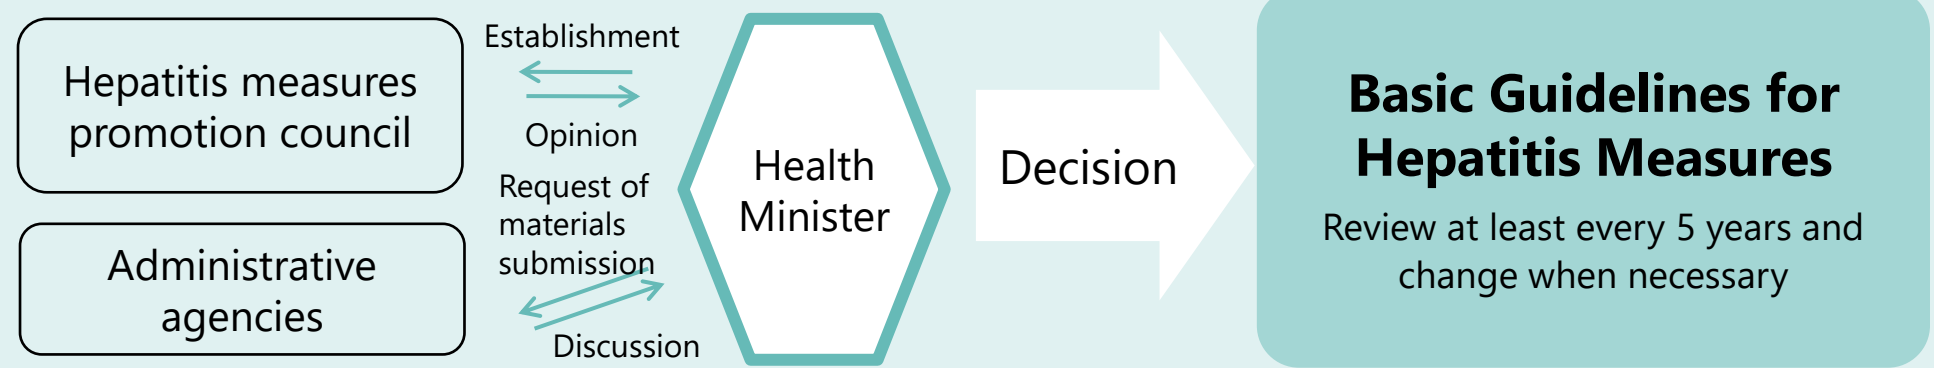 Hepatitis measures
promotion council
Administrative
agencies
Establishment
Opinion
Request of
materials
submission
Discussion
Health
Minister
Decision
Basic Guidelines for
Hepatitis Measures
Review at least every 5 years and
change when necessary